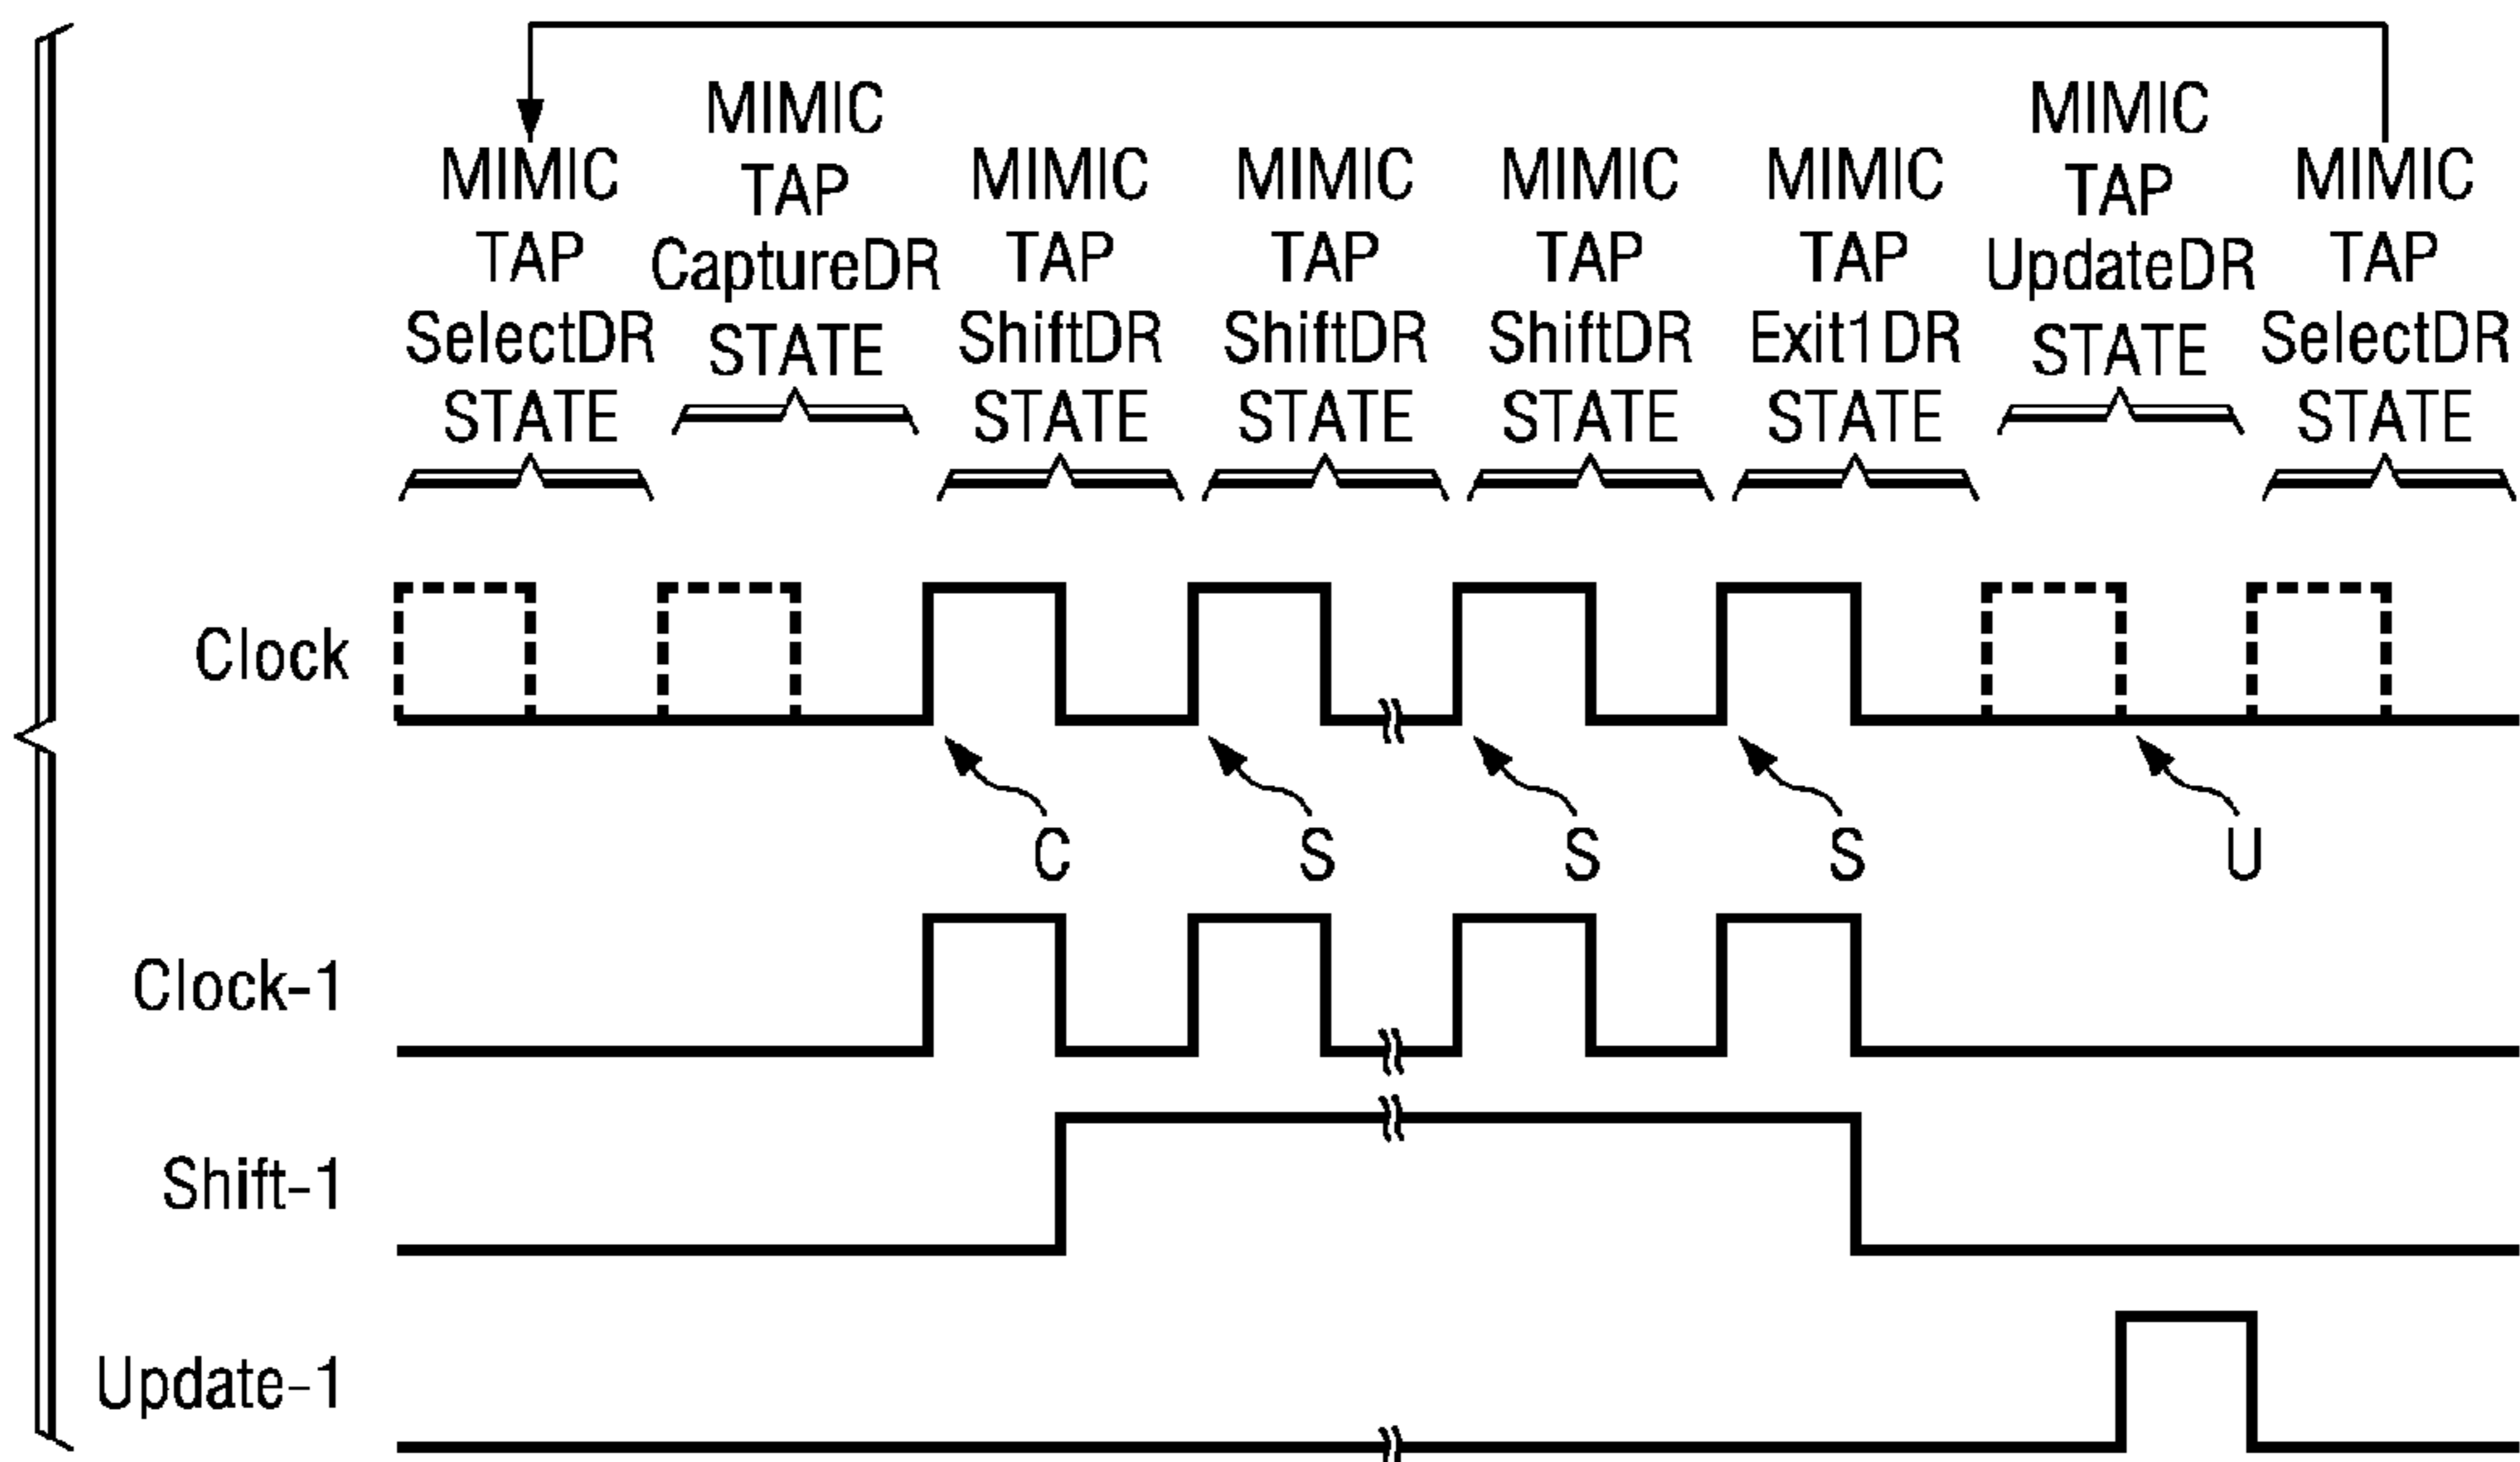 MIMIC
TAP
SelectDR
STATE
MIMIC
TAP
CaptureDR
STATE
MIMIC
TAP
ShiftDR
STATE
MIMIC
TAP
ShiftDR
STATE
MIMIC
TAP
ShiftDR
STATE
MIMIC
TAP
Exit1DR
STATE
MIMIC
TAP
UpdateDR
STATE
MIMIC
TAP
SelectDR
STATE
Clock
C
S
S
S
U
Clock-1
Shift-1
Update-1